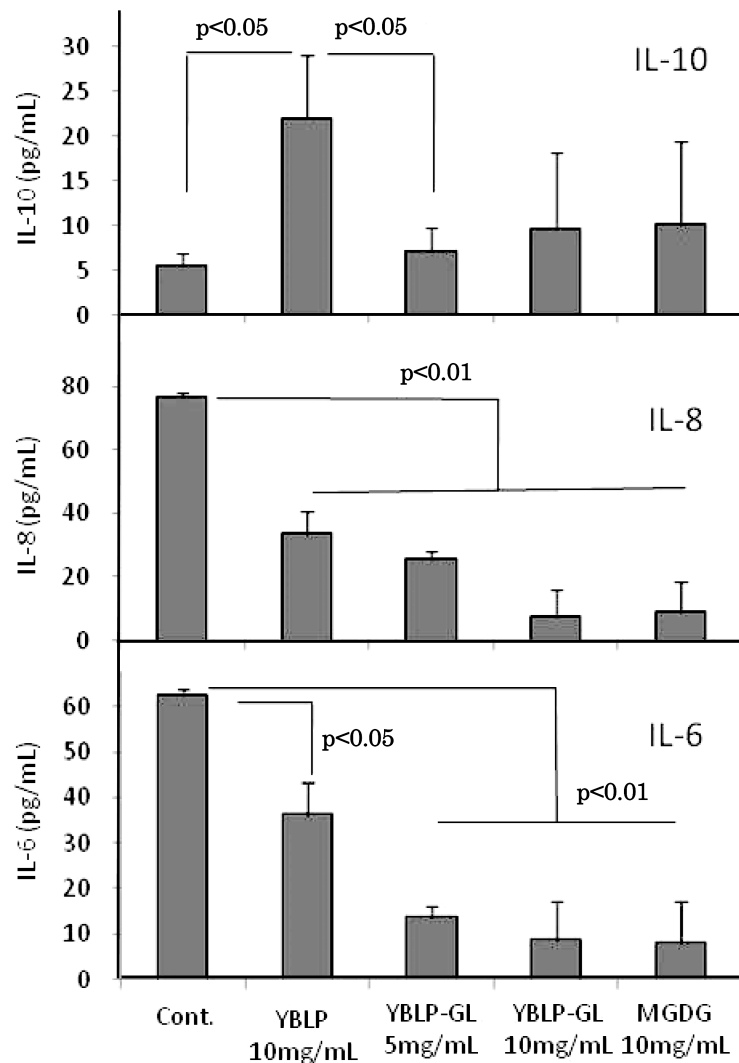 p<0.05 p<0.05
IL-10
IL-10 (pg/mL)
30
25
20
15
10
5
0
p<0.01
IL-8
IL-8 (pg/mL)
80
60
40
20
0
p<0.05
IL-6
p<0.01
IL-6 (pg/mL)
60
50
40
30
20
10
0
Cont. YBLP YBLP-GL YBLP-GL MGDG
10mg/mL 5mg/mL 10mg/mL 10mg/mL